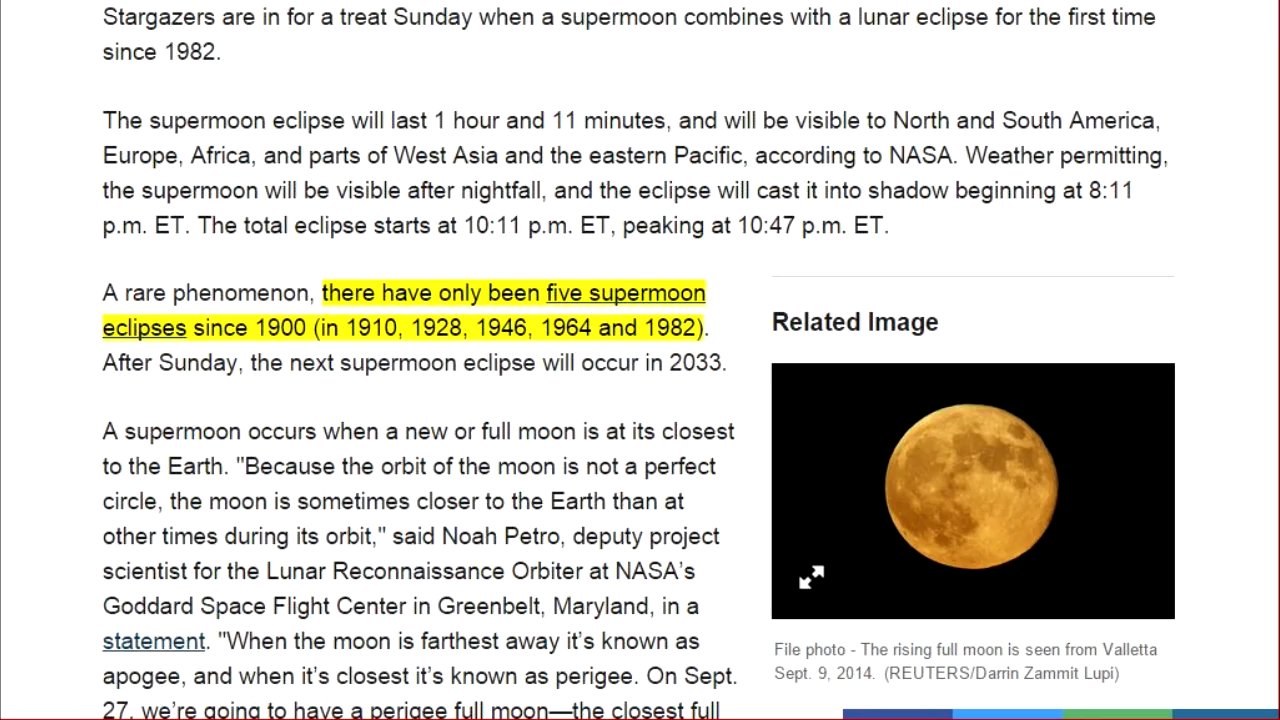 Stargazers are in for a treat Sunday when a supermoon combines with a lunar eclipse for the first time
since 1982.
The supermoon eclipse will last 1 hour and 11 minutes, and will be visible to North and South America,
Europe, Africa, and parts of West Asia and the eastern Pacific, according to NASA. Weather permitting,
the supermoon will be visible after nightfall, and the eclipse will cast it into shadow beginning at 8:11
p.m. ET. The total eclipse starts at 10:11 p.m. ET, peaking at 10:47 p.m. ET.
A rare phenomenon, there have only been five supermoon
eclipses since 1900 (in 1910, 1928, 1946, 1964 and 1982).
After Sunday, the next supermoon eclipse will occur in 2033.
A supermoon occurs when a new or full moon is at its closest
to the Earth. "Because the orbit of the moon is not a perfect
circle, the moon is sometimes closer to the Earth than at
other times during its orbit," said Noah Petro, deputy project
scientist for the Lunar Reconnaissance Orbiter at NASA’s
Goddard Space Flight Center in Greenbelt, Maryland, in a
statement. "When the moon is farthest away it’s known as
apogee, and when it’s closest it’s known as perigee. On Sept.
27, we’re going to have a perigee full moon—the closest full
Related Image
File photo - The rising full moon is seen from Valletta
Sept. 9, 2014. (REUTERS/Darrin Zammit Lupi)